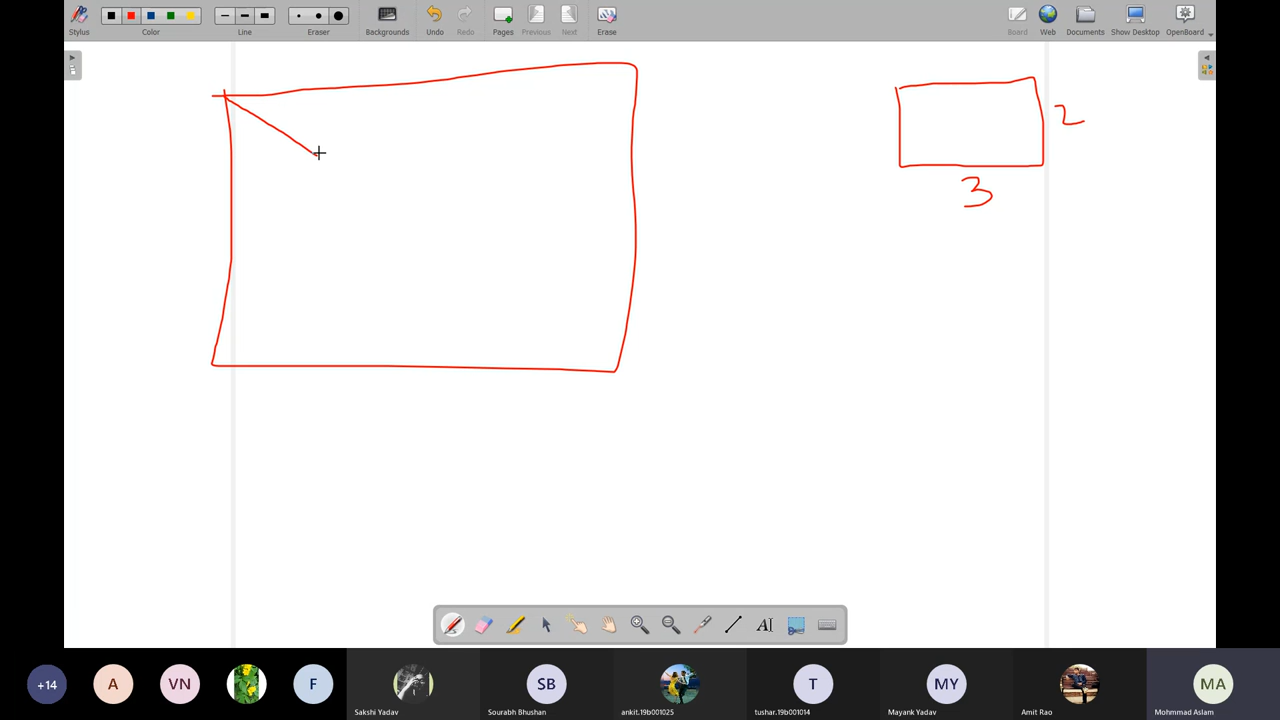 Stylus
Color
Line
Eraser
Backgrounds
Undo
Redo
Pages
Previous
Next
Erase
Board
Web
Documents
Show Desktop
OpenBoard
2
3
AI
+14
A
VN
F
SB
T
MY
MA
Sakshi Yadav
Sourabh Bhushan
ankit.19b001025
tushar.19b001014
Mayank Yadav
Amit Rao
Mohmmad Aslam